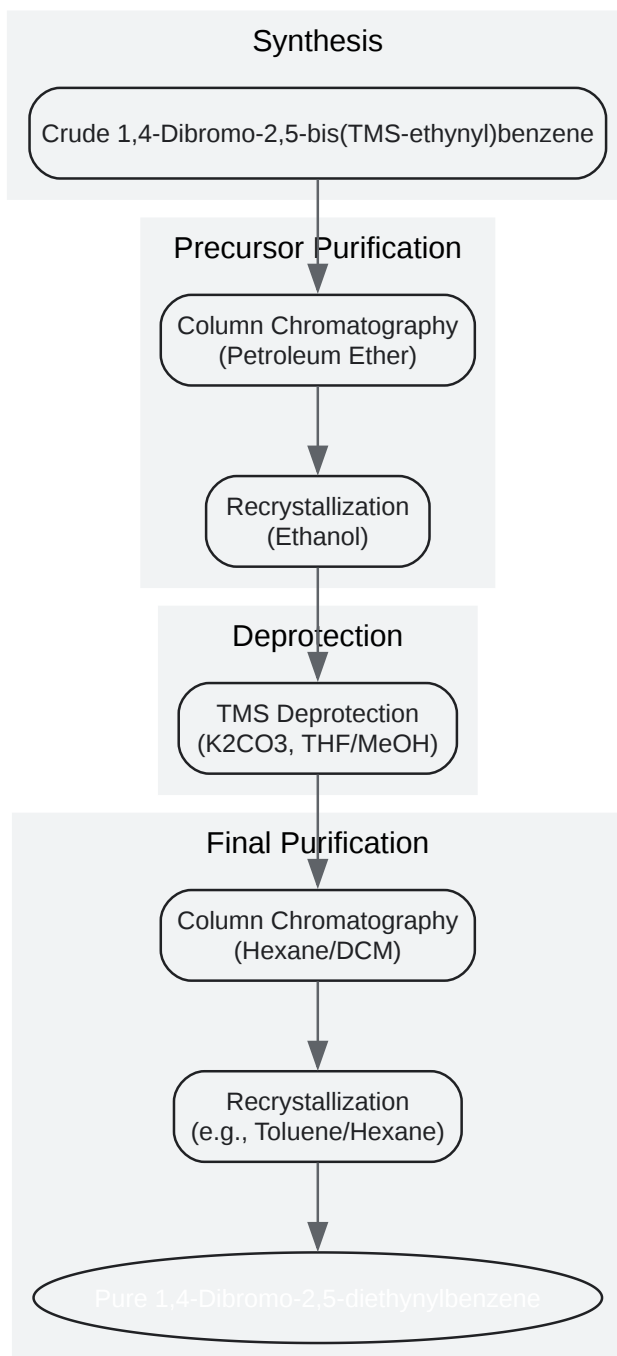 Synthesis
Crude 1,4-Dibromo-2,5-bis(TMS-ethynyl)benzene
Precursor Purification
Column Chromatography
(Petroleum Ether)
Recrystallization
(Ethanol)
Deprotection
TMS Deprotection
(K2CO3, THF/MeOH)
Final Purification
Column Chromatography
(Hexane/DCM)
Recrystallization
(e.g., Toluene/Hexane)
Pure 1,4-Dibromo-2,5-diethynylbenzene